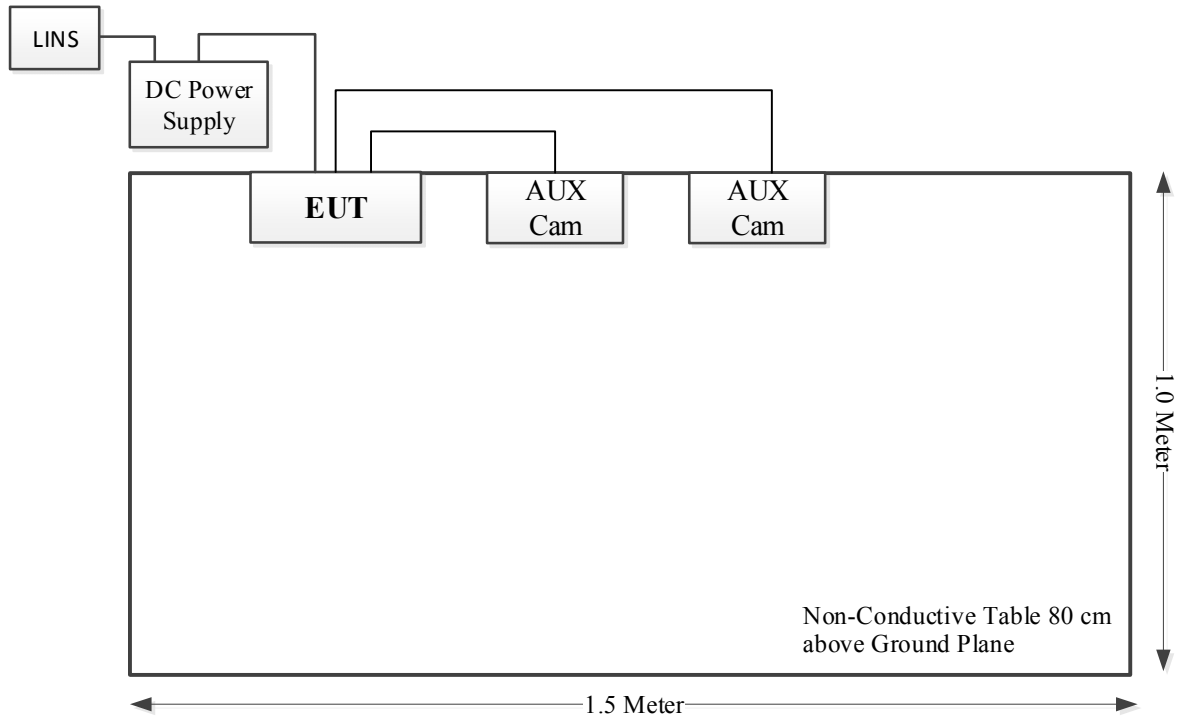 LINS
DC Power
Supply
EUT
AUX
Cam
AUX
Cam
1.0 Meter
Non-Conductive Table 80 cm
above Ground Plane
1.5 Meter